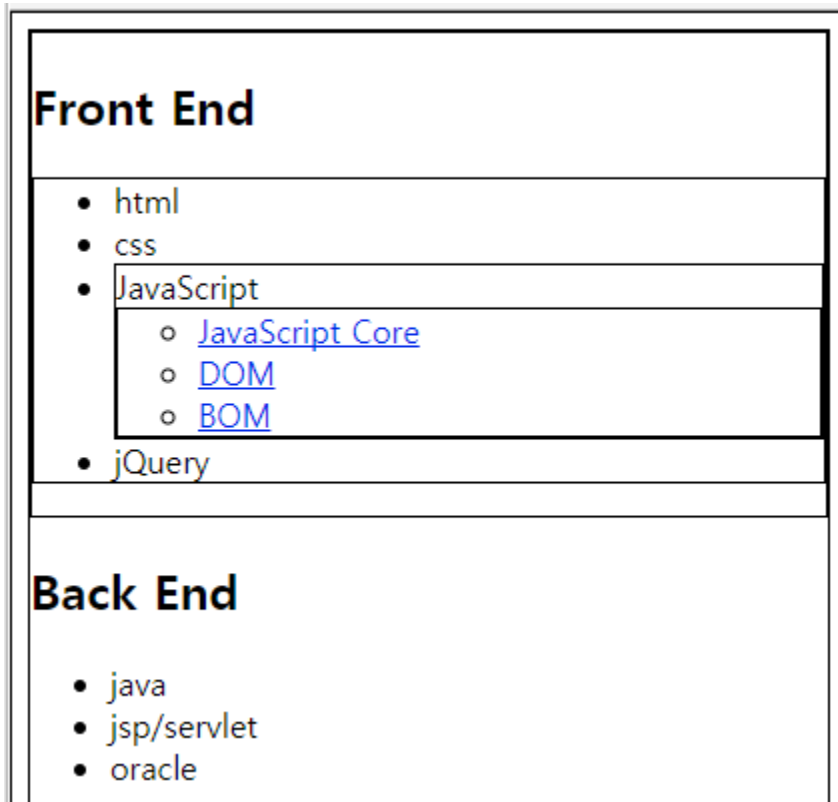 Front End
html
css
JavaScript
JavaScript Core
DOM
BOM
jQuery
Back End
java
jsp/servlet
oracle